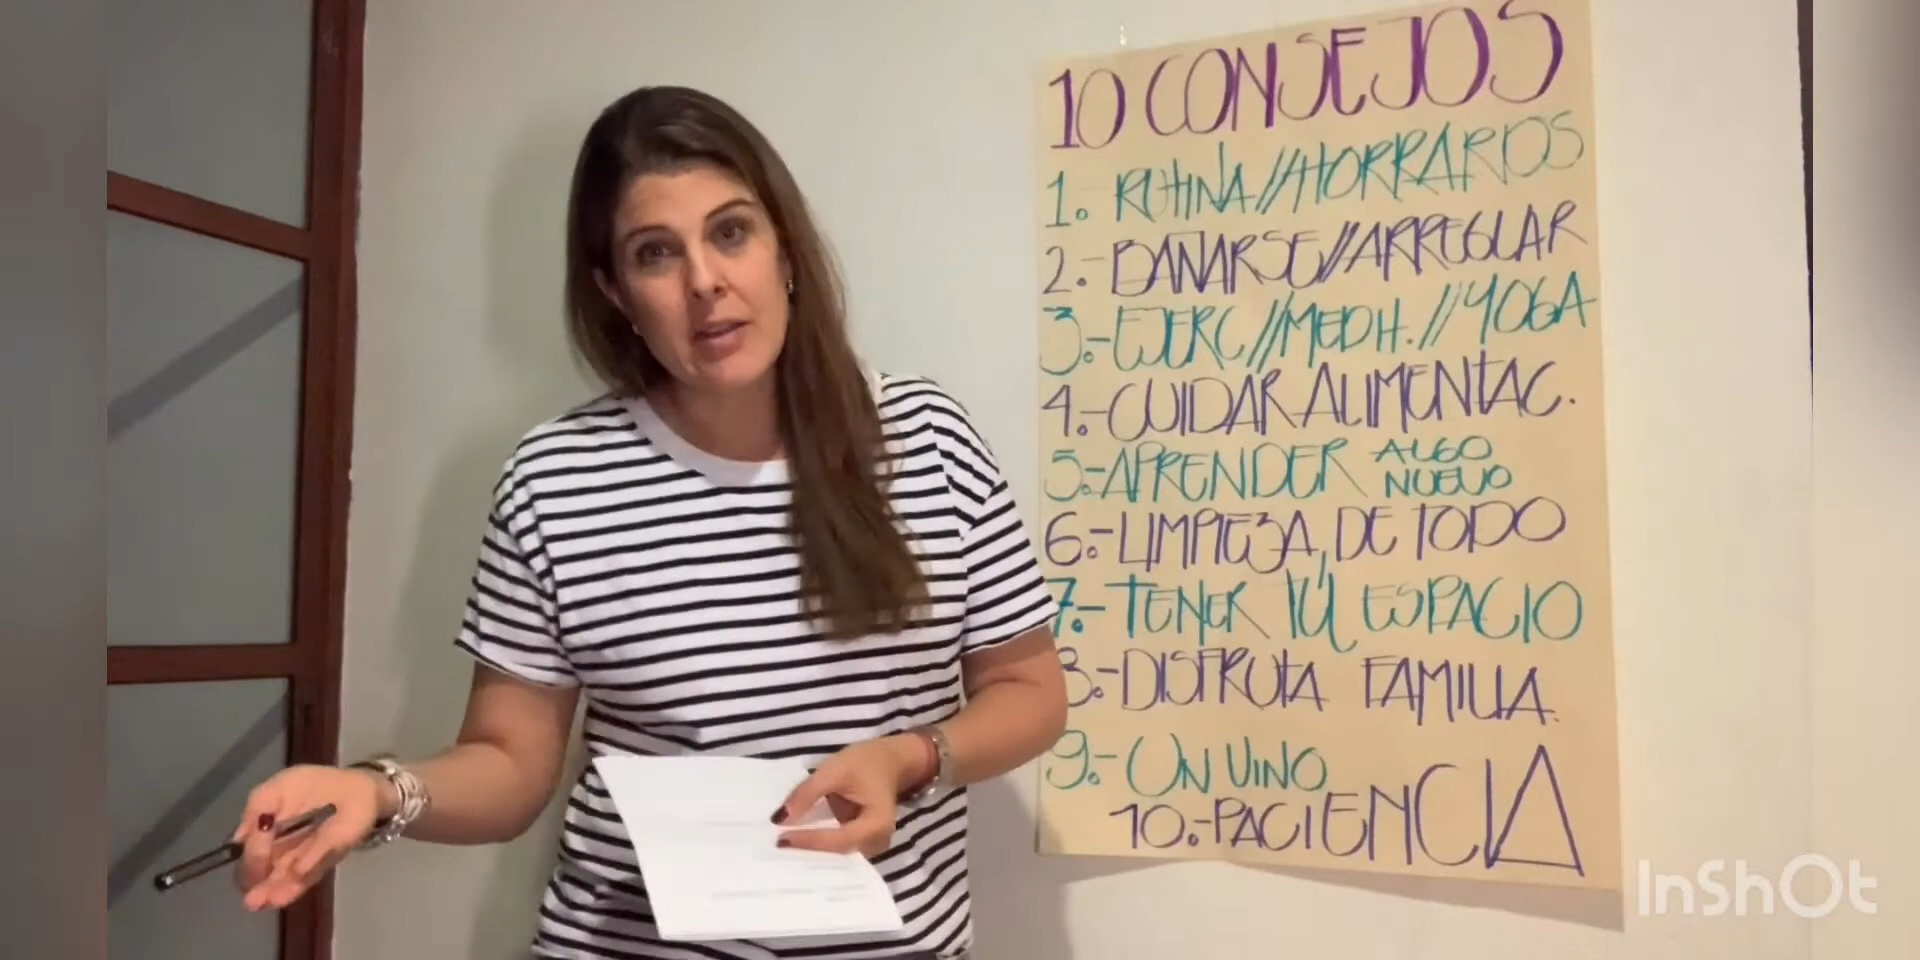 10 CONSEJOS
1. RUTINA//HORRARIOS
2.- BAÑARSE//ARREGLAR
3.-EJERC//MEDIT.//YOGA
4.-CUIDAR ALIMENTAC.
5.-APRENDER ALGO NUEVO
6.-LIMPIEZA, DE TODO
7.- TENER TU ESPACIO
8.-DISFRUTA FAMILIA.
9.- UN VINO
10.-PACIENCIA
InShOt